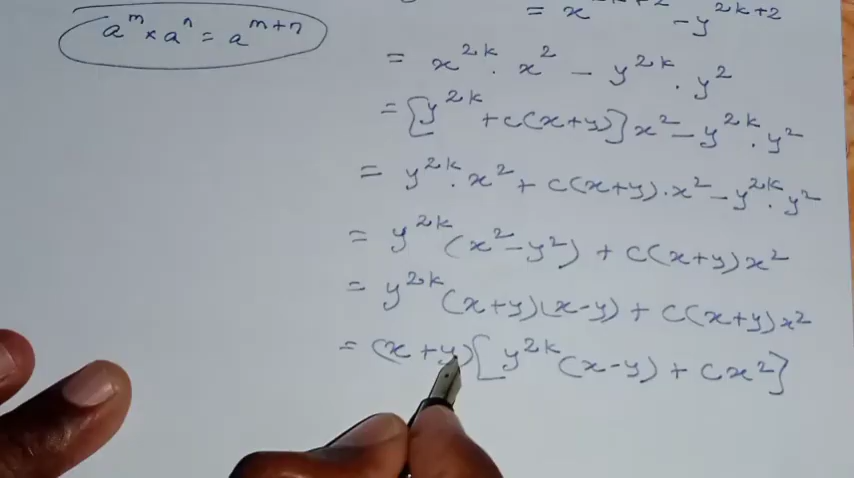 a^m × a^n = a^{m+n}
= x^{2k+2} - y^{2k+2}
= x^{2k} . x^2 - y^{2k} . y^2
= [y^{2k} + c(x+y)] x^2 - y^{2k} . y^2
= y^{2k} . x^2 + c(x+y) . x^2 - y^{2k} . y^2
= y^{2k} (x^2 - y^2) + c(x+y) x^2
= y^{2k} (x+y)(x-y) + c(x+y) x^2
= (x+y) [y^{2k} (x-y) + cx^2]